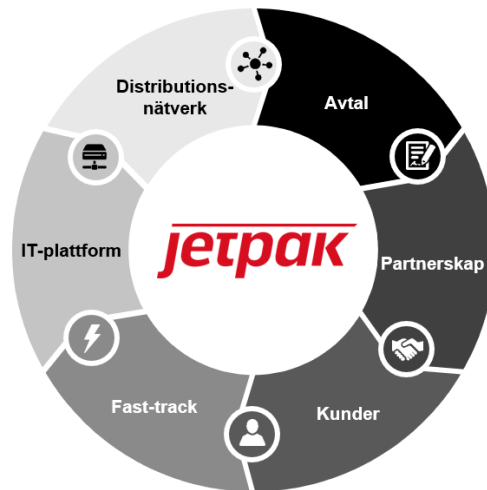 Distributions-
nätverk
Avtal
IT-plattform
jetpak
Partnerskap
Fast-track
Kunder